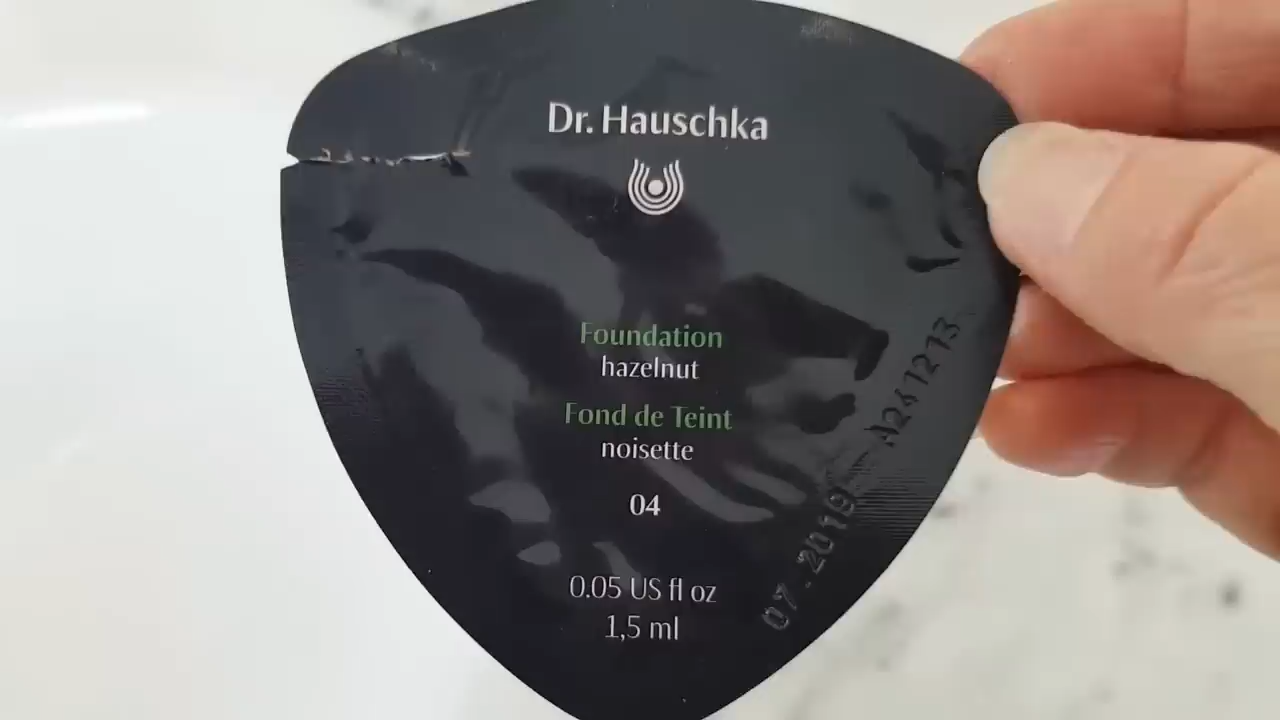 Dr. Hauschka
Foundation
hazelnut
Fond de Teint
noisette
04
0.05 US fl oz
1,5 ml
07.2019 A241213